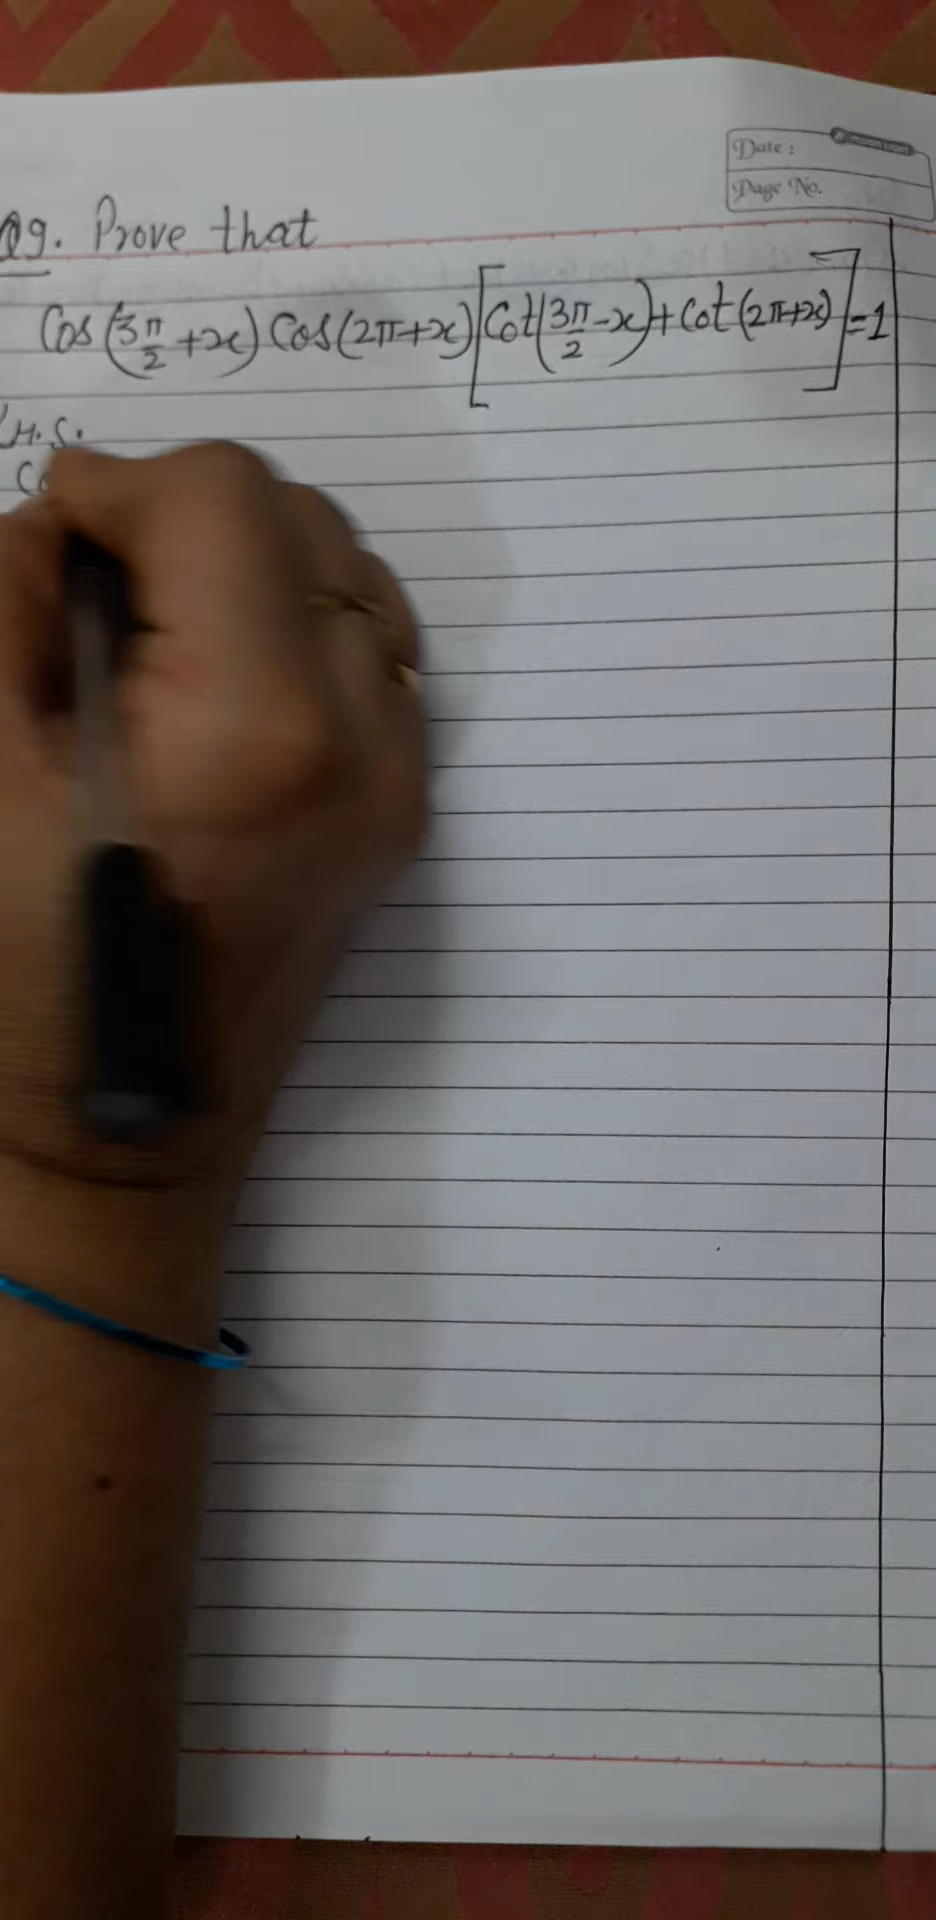 Date :
Page No.
Q9. Prove that
Cos(3π/2 +x) Cos(2π+x)[Cot(3π/2 -x)+Cot(2π+x)]=1
L.H.S.